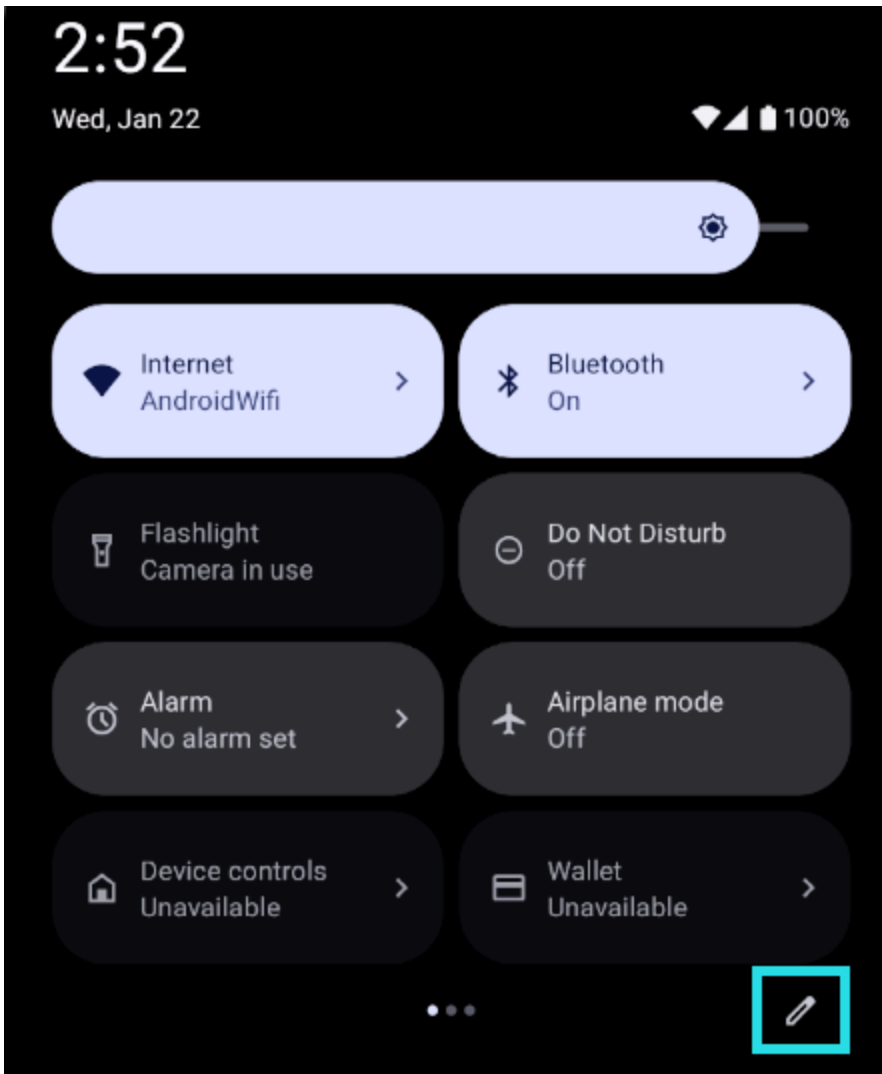 2:52
Wed, Jan 22
100%
Internet
AndroidWifi
Bluetooth
On
Flashlight
Camera in use
Do Not Disturb
Off
Alarm
No alarm set
Airplane mode
Off
Device controls
Unavailable
Wallet
Unavailable